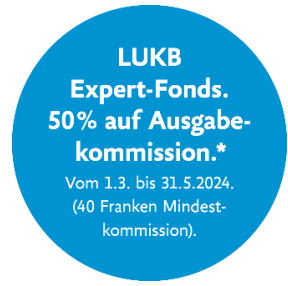 LUKB
Expert-Fonds.
50% auf Ausgabe-
kommission.*
Vom 1.3. bis 31.5.2024.
(40 Franken Mindest-
kommission).